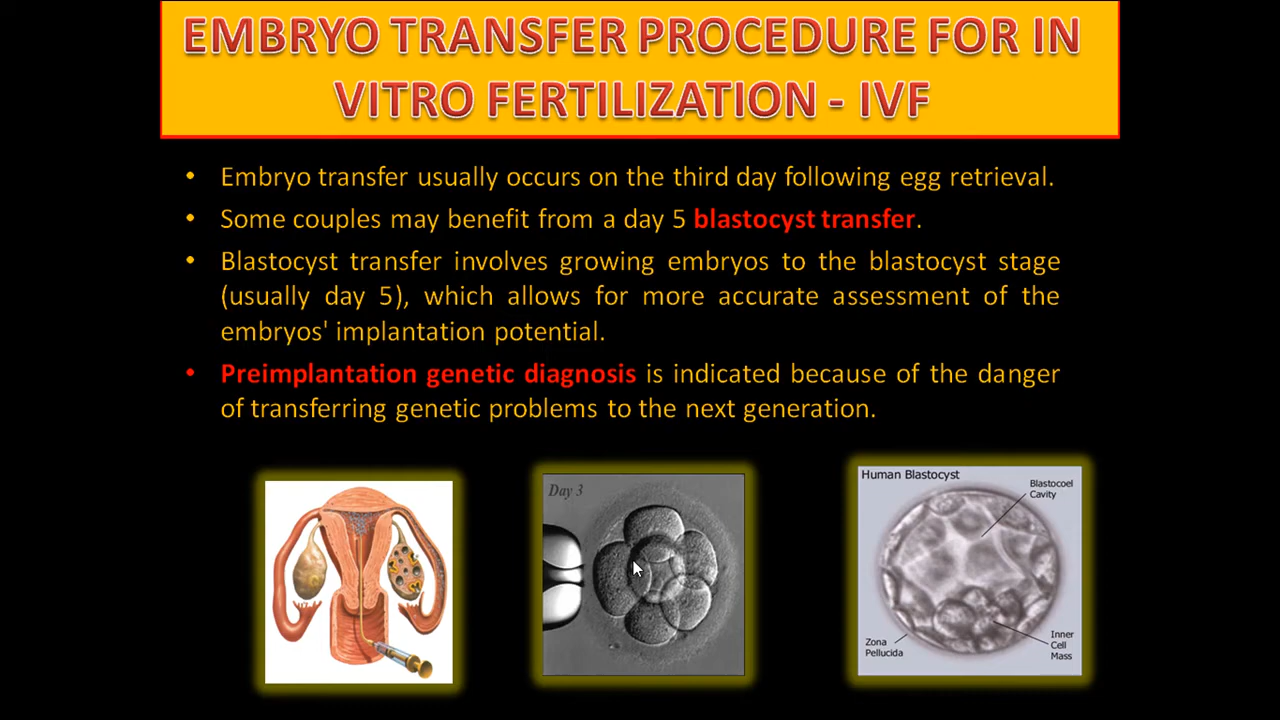 EMBRYO TRANSFER PROCEDURE FOR IN
VITRO FERTILIZATION - IVF
• Embryo transfer usually occurs on the third day following egg retrieval.
• Some couples may benefit from a day 5 blastocyst transfer.
• Blastocyst transfer involves growing embryos to the blastocyst stage
(usually day 5), which allows for more accurate assessment of the
embryos' implantation potential.
• Preimplantation genetic diagnosis is indicated because of the danger
of transferring genetic problems to the next generation.
Day 3
Human Blastocyst
Blastocoel
Cavity
Zona
Pellucida
Inner
Cell
Mass